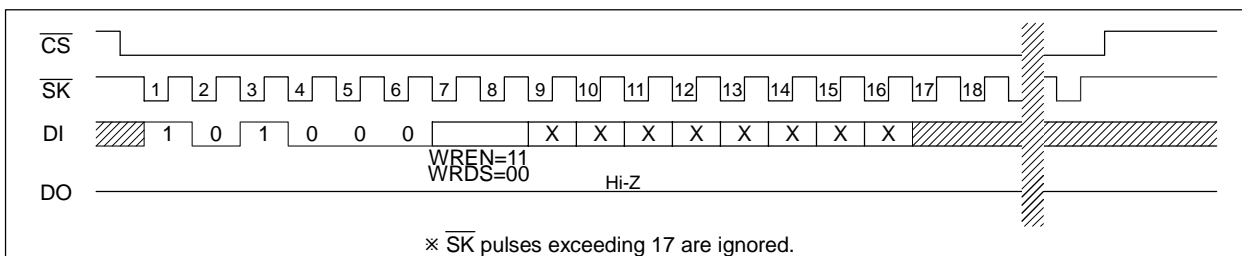 CS
SK 1 2 3 4 5 6 7 8 9 10 11 12 13 14 15 16 17 18
DI 1 0 1 0 0 0 X X X X X X X X
WREN=11
WRDS=00
DO Hi-Z
※ SK pulses exceeding 17 are ignored.